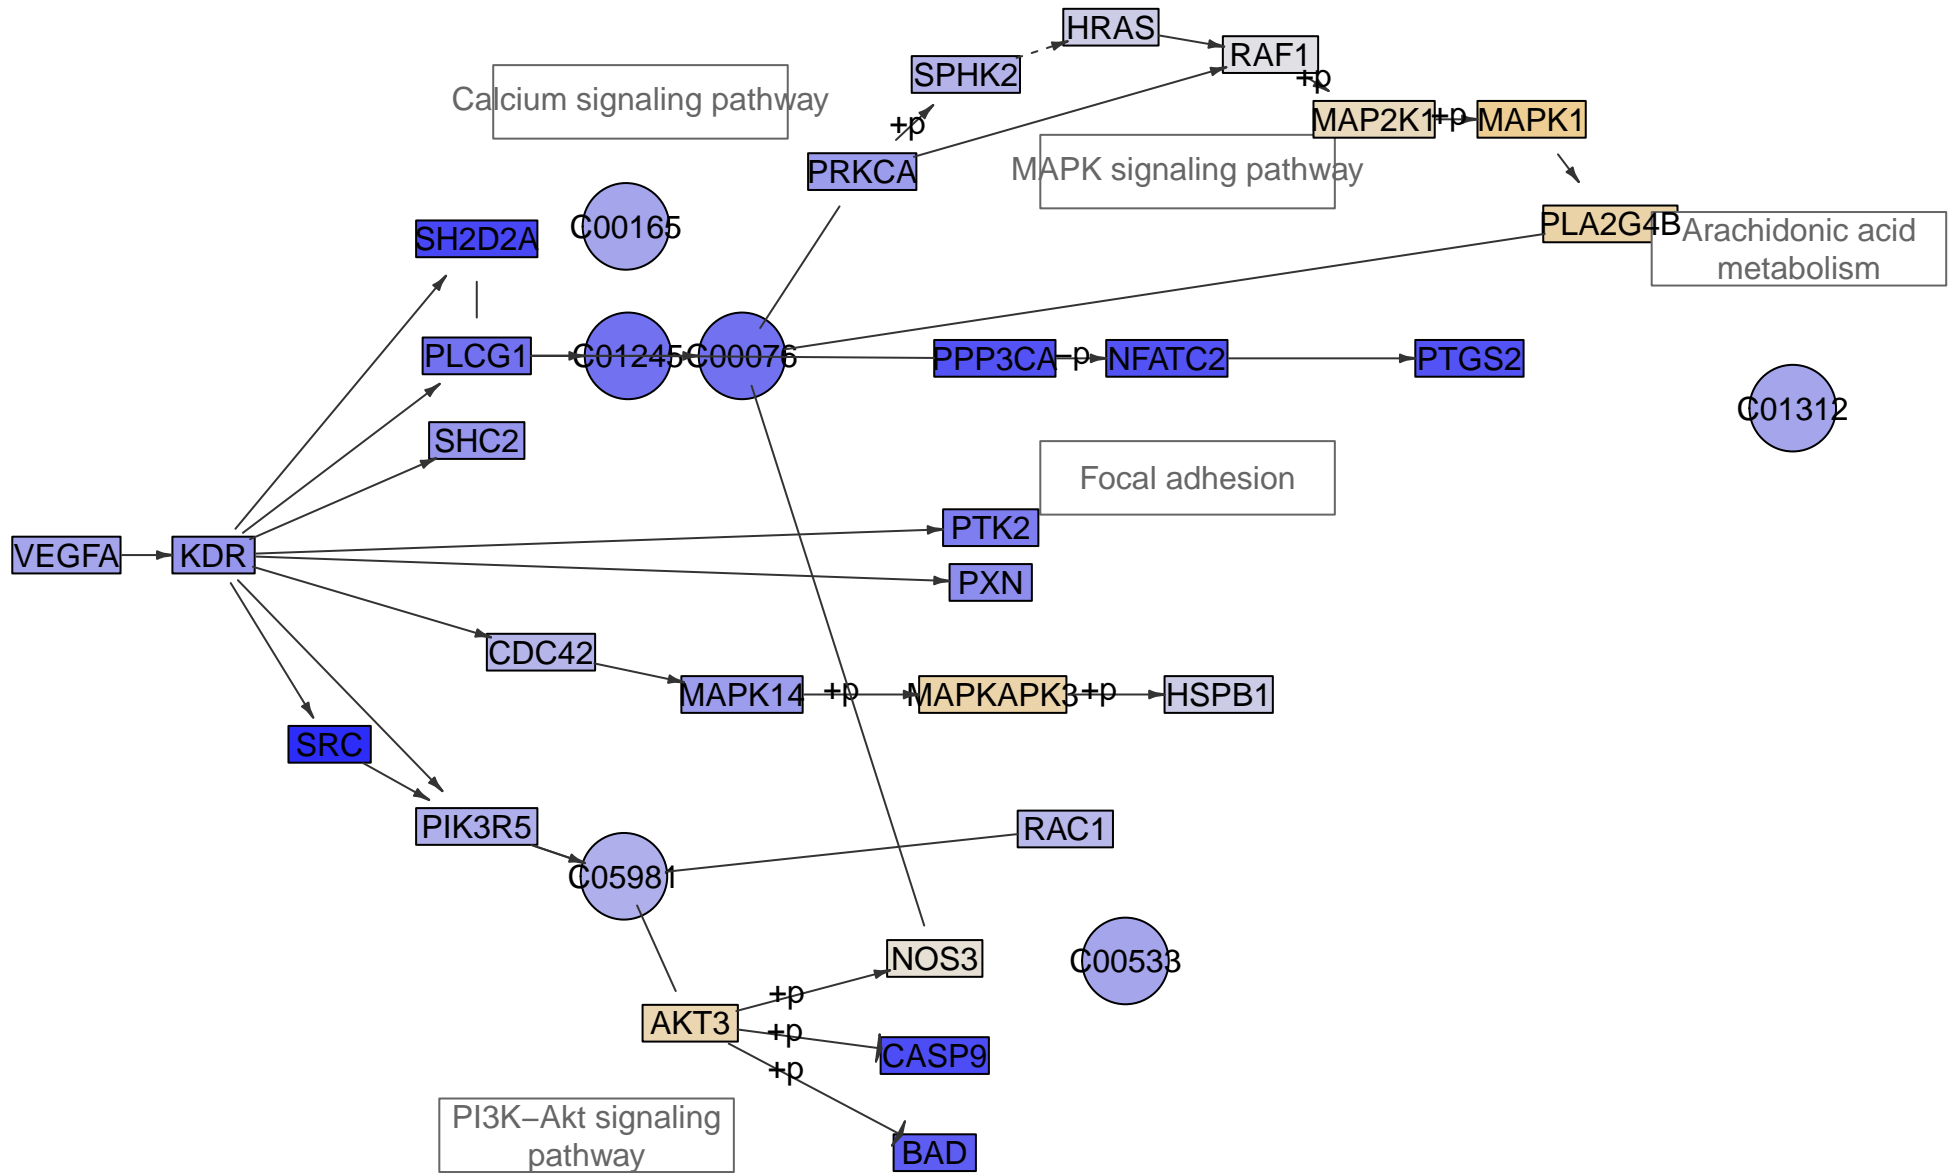 HRAS
RAF1
SPHK2
+p
Calcium signaling pathway
MAP2K1
+p
MAPK1
+p
PRKCA
MAPK signaling pathway
C00165
SH2D2A
PLA2G4B
Arachidonic acid
metabolism
PLCG1
C01245
C00076
PPP3CA
-p
NFATC2
PTGS2
C01312
SHC2
Focal adhesion
PTK2
VEGFA
KDR
PXN
CDC42
MAPK14
+p
MAPKAPK3
+p
HSPB1
SRC
PIK3R5
RAC1
C05981
NOS3
C00533
+p
AKT3
+p
CASP9
+p
PI3K−Akt signaling
pathway
BAD